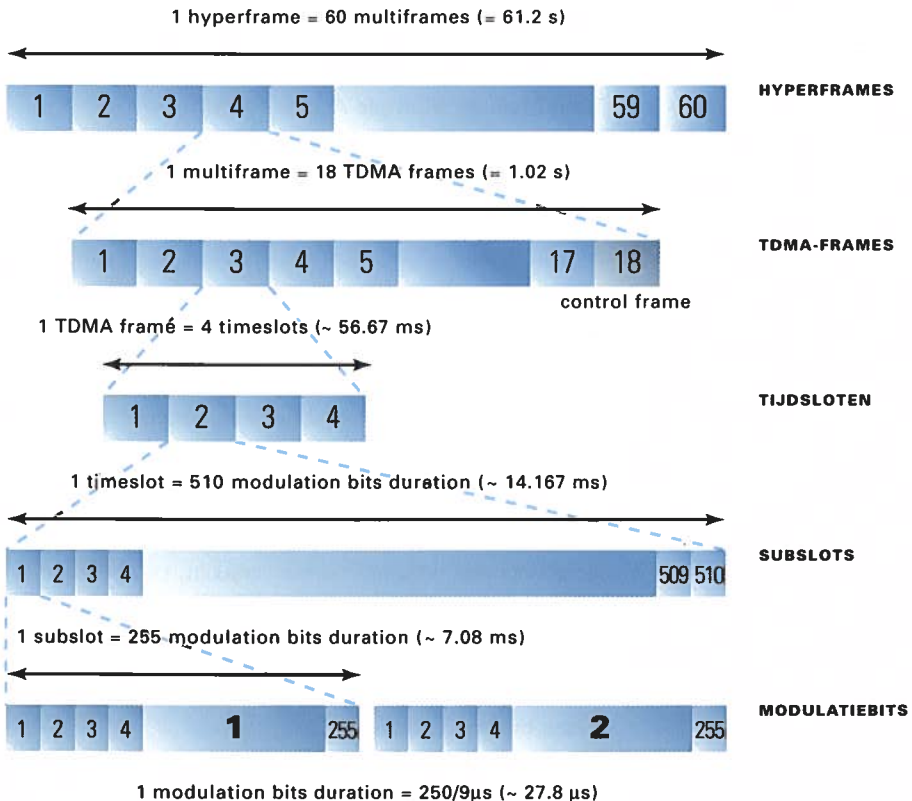 1 hyperframe = 60 multiframes (= 61.2 s)
1 2 3 4 5 59 60
HYPERFRAMES
1 multiframe = 18 TDMA frames (= 1.02 s)
1 2 3 4 5 17 18
TDMA-FRAMES
control frame
1 TDMA frame = 4 timeslots (~ 56.67 ms)
1 2 3 4
TIJDSLOTEN
1 timeslot = 510 modulation bits duration (~ 14.167 ms)
1 2 3 4 509 510
SUBSLOTS
1 subslot = 255 modulation bits duration (~ 7.08 ms)
1 2 3 4 1 255 1 2 3 4 2 255
MODULATIEBITS
1 modulation bits duration = 250/9µs (~ 27.8 µs)